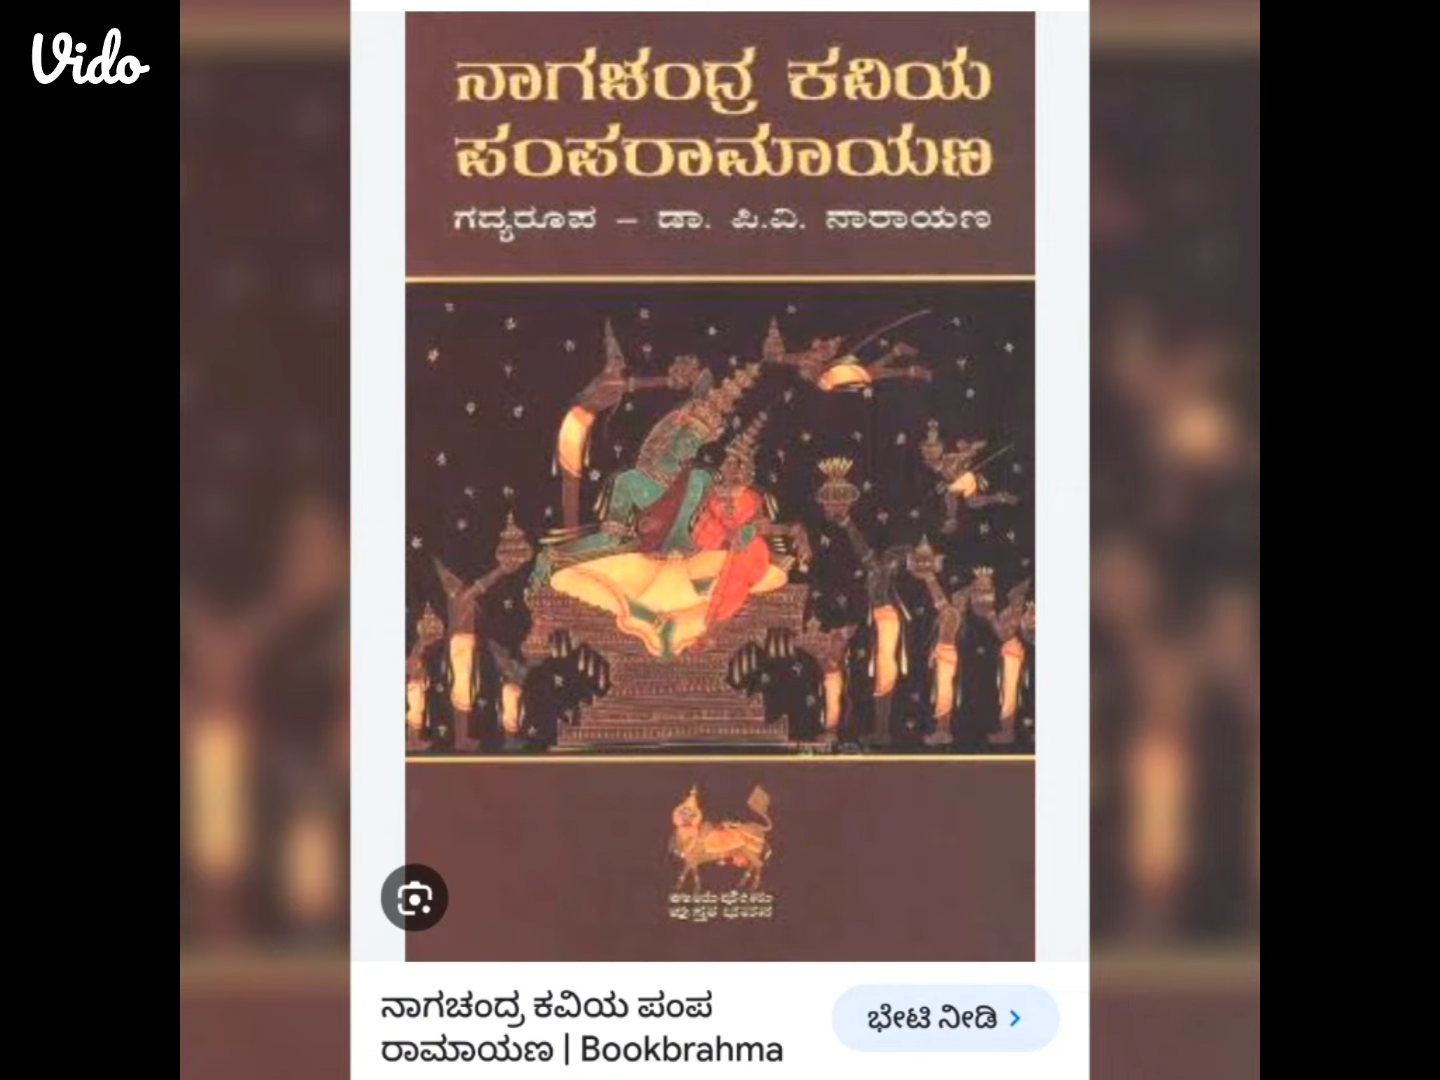 Vido
ನಾಗಚಂದ್ರ ಕವಿಯ
ಪಂಪರಾಮಾಯಣ
ಗದ್ಯರೂಪ – ಡಾ. ಪಿ.ವಿ. ನಾರಾಯಣ
ನಾಗಚಂದ್ರ ಕವಿಯ ಪಂಪ
ರಾಮಾಯಣ | Bookbrahma
ಭೇಟಿ ನೀಡಿ >